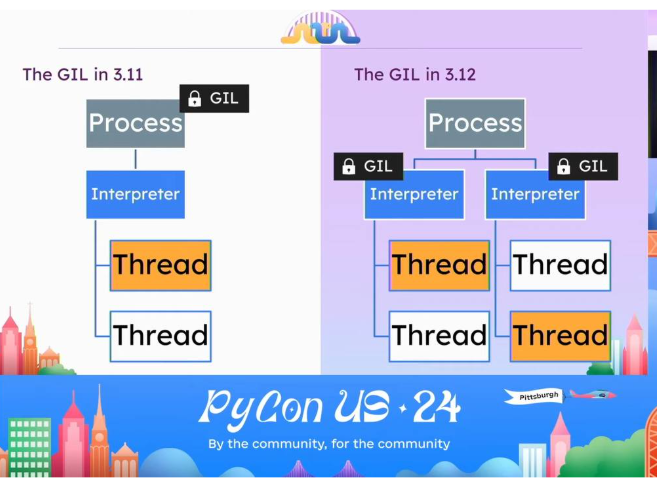 The GIL in 3.11
GIL
Process
Interpreter
Thread
Thread
The GIL in 3.12
Process
GIL
GIL
Interpreter
Interpreter
Thread
Thread
Thread
Thread
PyCon US · 24
By the community, for the community
Pittsburgh